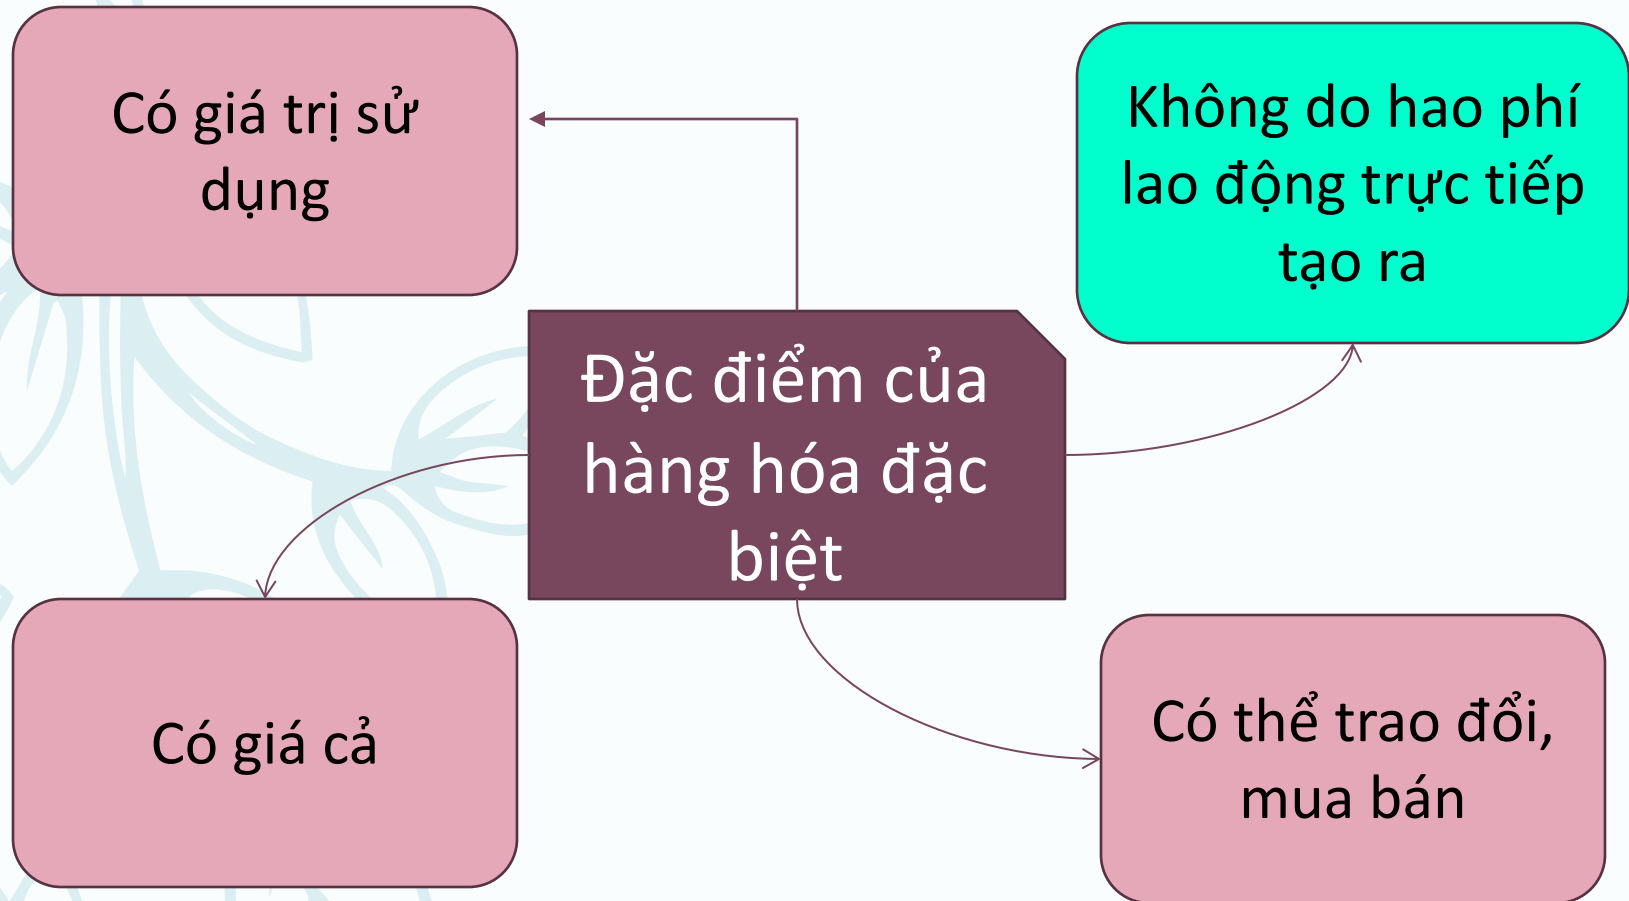 Có giá trị sử
dụng
Không do hao phí
lao động trực tiếp
tạo ra
Đặc điểm của
hàng hóa đặc
biệt
Có giá cả
Có thể trao đổi,
mua bán